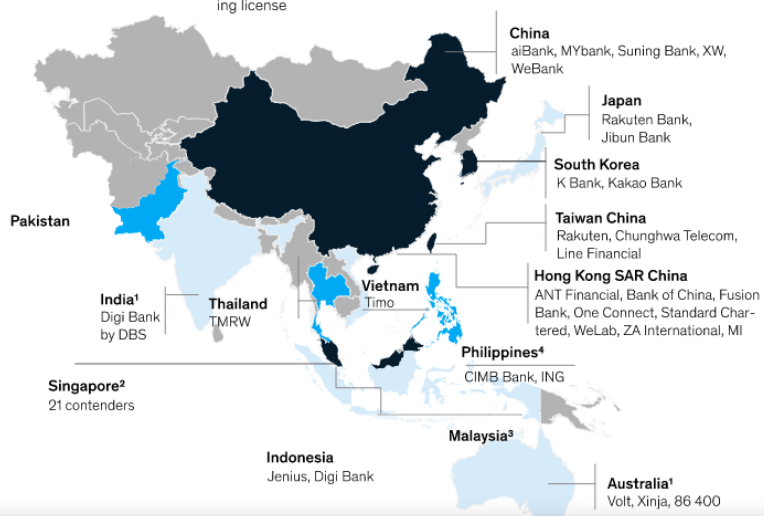 ing license
China
aiBank, MYbank, Suning Bank, XW,
WeBank
Japan
Rakuten Bank,
Jibun Bank
South Korea
K Bank, Kakao Bank
Pakistan
Taiwan China
Rakuten, Chunghwa Telecom,
Line Financial
Hong Kong SAR China
ANT Financial, Bank of China, Fusion
Bank, One Connect, Standard Char-
tered, WeLab, ZA International, MI
India¹
Digi Bank
by DBS
Thailand
TMRW
Vietnam
Timo
Philippines⁴
CIMB Bank, ING
Singapore²
21 contenders
Malaysia³
Indonesia
Jenius, Digi Bank
Australia¹
Volt, Xinja, 86 400